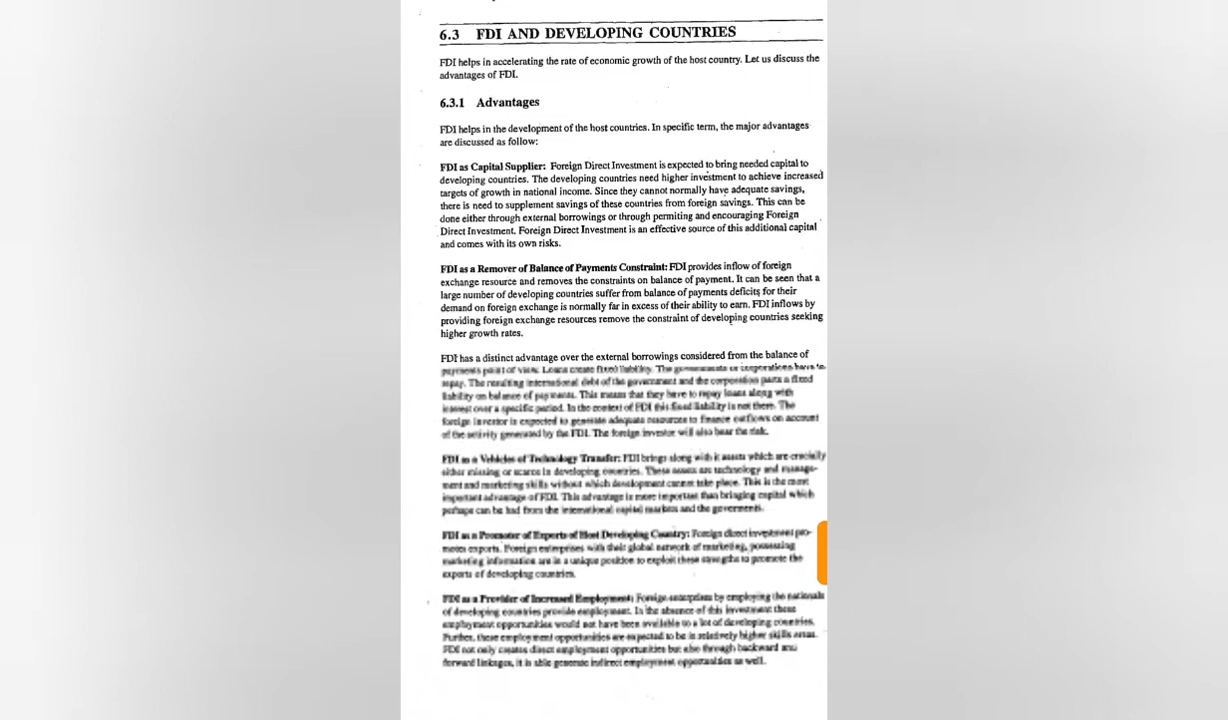 6.3 FDI AND DEVELOPING COUNTRIES
FDI helps in accelerating the rate of economic growth of the host country. Let us discuss the
advantages of FDI.
6.3.1 Advantages
FDI helps in the development of the host countries. In specific term, the major advantages
are discussed as follow:
FDI as Capital Supplier: Foreign Direct Investment is expected to bring needed capital to
developing countries. The developing countries need higher investment to achieve increased
targets of growth in national income. Since they cannot normally have adequate savings,
there is need to supplement savings of these countries from foreign savings. This can be
done either through external borrowings or through permiting and encouraging Foreign
Direct Investment. Foreign Direct Investment is an effective source of this additional capital
and comes with its own risks.
FDI as a Remover of Balance of Payments Constraint: FDI provides inflow of foreign
exchange resource and removes the constraints on balance of payment. It can be seen that a
large number of developing countries suffer from balance of payments deficits for their
demand on foreign exchange is normally far in excess of their ability to earn. FDI inflows by
providing foreign exchange resources remove the constraint of developing countries seeking
higher growth rates.
FDI has a distinct advantage over the external borrowings considered from the balance of
payments point of view. Loans create fixed liability. The governments or corporations have to
repay. The resulting international debt of the government and the corporation puts a fixed
liability on balance of payments. This means that they have to repay loans along with
interest over a specific period. In the context of FDI this fixed liability is not there. The
foreign investor is expected to generate adequate resources to finance outflows on account
of the activity generated by the FDI. The foreign investor will also bear the risk.
FDI as a Vehicles of Technology Transfer: FDI brings along with it assets which are crucially
either missing or scarce in developing countries. These assets are technology and manage-
ment and marketing skills without which development cannot take place. This is the most
important advantage of FDI. This advantage is more important than bringing capital which
perhaps can be had from the international capital markets and the governments.
FDI as a Promoter of Exports of Host Developing Country: Foreign direct investment pro-
motes exports. Foreign enterprises with their global network of marketing, possessing
marketing information are in a unique position to exploit these strengths to promote the
exports of developing countries.
FDI as a Provider of Increased Employment: Foreign enterprises by employing the nationals
of developing countries provide employment. In the absence of this investment these
employment opportunities would not have been available to a lot of developing countries.
Further, these employment opportunities are expected to be in relatively higher skills areas.
FDI not only creates direct employment opportunities but also through backward and
forward linkages, it is able generate indirect employment opportunities as well.